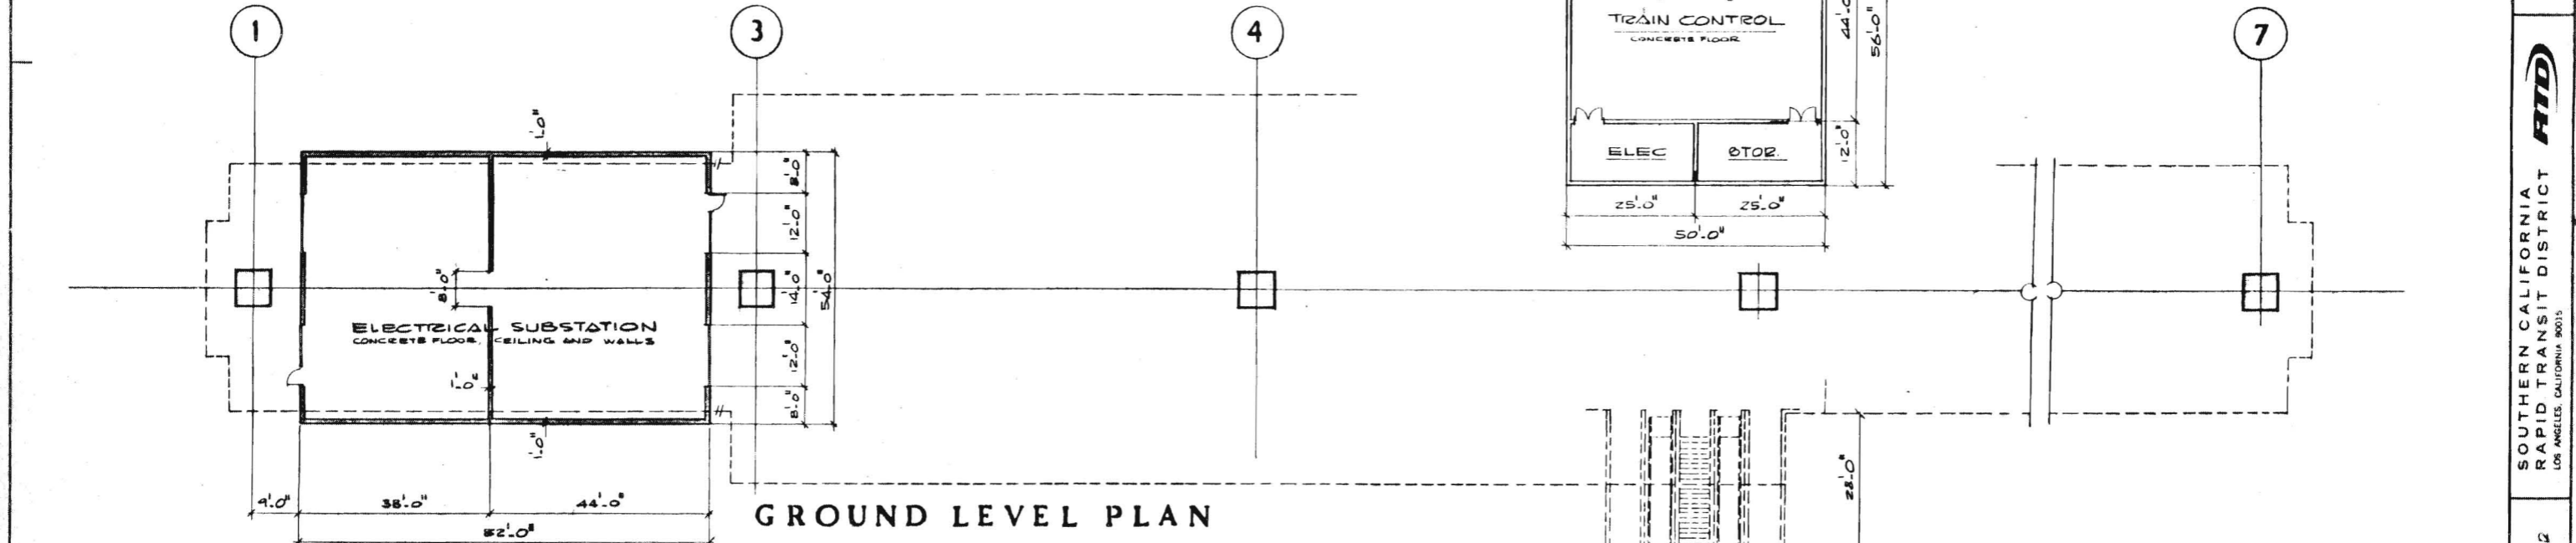 1
3
4
7
TRAIN CONTROL
CONCRETE FLOOR
44'-0"
56'-0"
ELEC
STOR.
12'-0"
25'-0"
25'-0"
50'-0"
1'-0"
8'-0"
12'-0"
14'-0"
54'-0"
12'-0"
8'-0"
8'-0"
ELECTRICAL SUBSTATION
CONCRETE FLOOR, CEILING AND WALLS
1'-0"
1'-0"
9'-0"
38'-0"
44'-0"
82'-0"
28'-0"
GROUND LEVEL PLAN
RTD
SOUTHERN CALIFORNIA
RAPID TRANSIT DISTRICT
LOS ANGELES, CALIFORNIA 90015